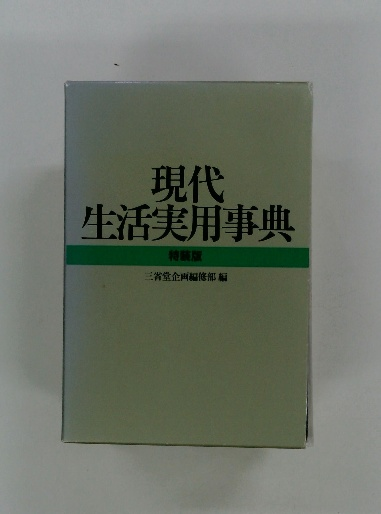 現代
生活実用事典
特装版
三省堂企画編修部 編